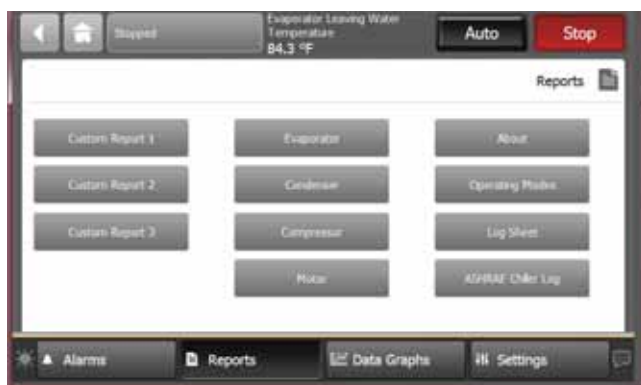 Stopped
Evaporator Leaving Water
Temperature
84.3 °F
Auto
Stop
Reports
Custom Report 1
Evaporator
About
Custom Report 2
Condenser
Operating Modes
Custom Report 3
Compressor
Log Sheet
Motor
ASHRAE Chiller Log
Alarms
Reports
Data Graphs
Settings